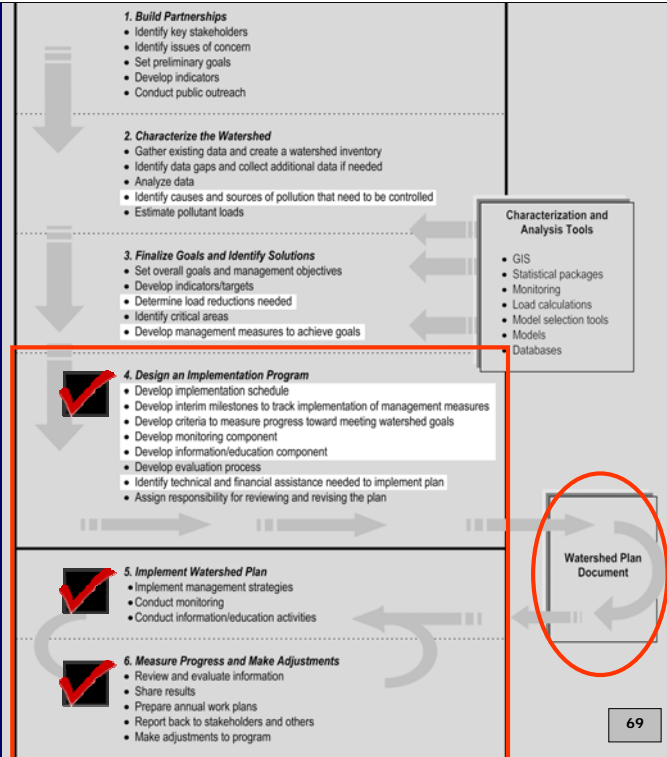 1. Build Partnerships
• Identify key stakeholders
• Identify issues of concern
• Set preliminary goals
• Develop indicators
• Conduct public outreach
2. Characterize the Watershed
• Gather existing data and create a watershed inventory
• Identify data gaps and collect additional data if needed
• Analyze data
• Identify causes and sources of pollution that need to be controlled
• Estimate pollutant loads
3. Finalize Goals and Identify Solutions
• Set overall goals and management objectives
• Develop indicators/targets
• Determine load reductions needed
• Identify critical areas
• Develop management measures to achieve goals
Characterization and
Analysis Tools
• GIS
• Statistical packages
• Monitoring
• Load calculations
• Model selection tools
• Models
• Databases
4. Design an Implementation Program
• Develop implementation schedule
• Develop interim milestones to track implementation of management measures
• Develop criteria to measure progress toward meeting watershed goals
• Develop monitoring component
• Develop information/education component
• Develop evaluation process
• Identify technical and financial assistance needed to implement plan
• Assign responsibility for reviewing and revising the plan
Watershed Plan
Document
5. Implement Watershed Plan
• Implement management strategies
• Conduct monitoring
• Conduct information/education activities
6. Measure Progress and Make Adjustments
• Review and evaluate information
• Share results
• Prepare annual work plans
• Report back to stakeholders and others
• Make adjustments to program
69